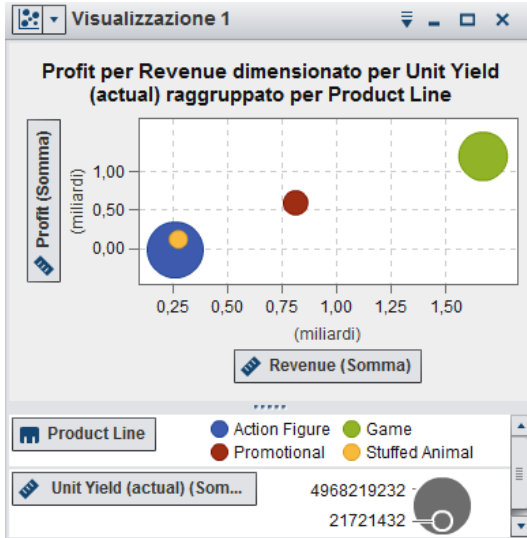 Visualizzazione 1
Profit per Revenue dimensionato per Unit Yield
(actual) raggruppato per Product Line
Profit (Somma)
(miliardi)
1,00
0,50
0,00
0,25 0,50 0,75 1,00 1,25 1,50
(miliardi)
Revenue (Somma)
Product Line
Action Figure Game
Promotional Stuffed Animal
Unit Yield (actual) (Som...
4968219232
21721432